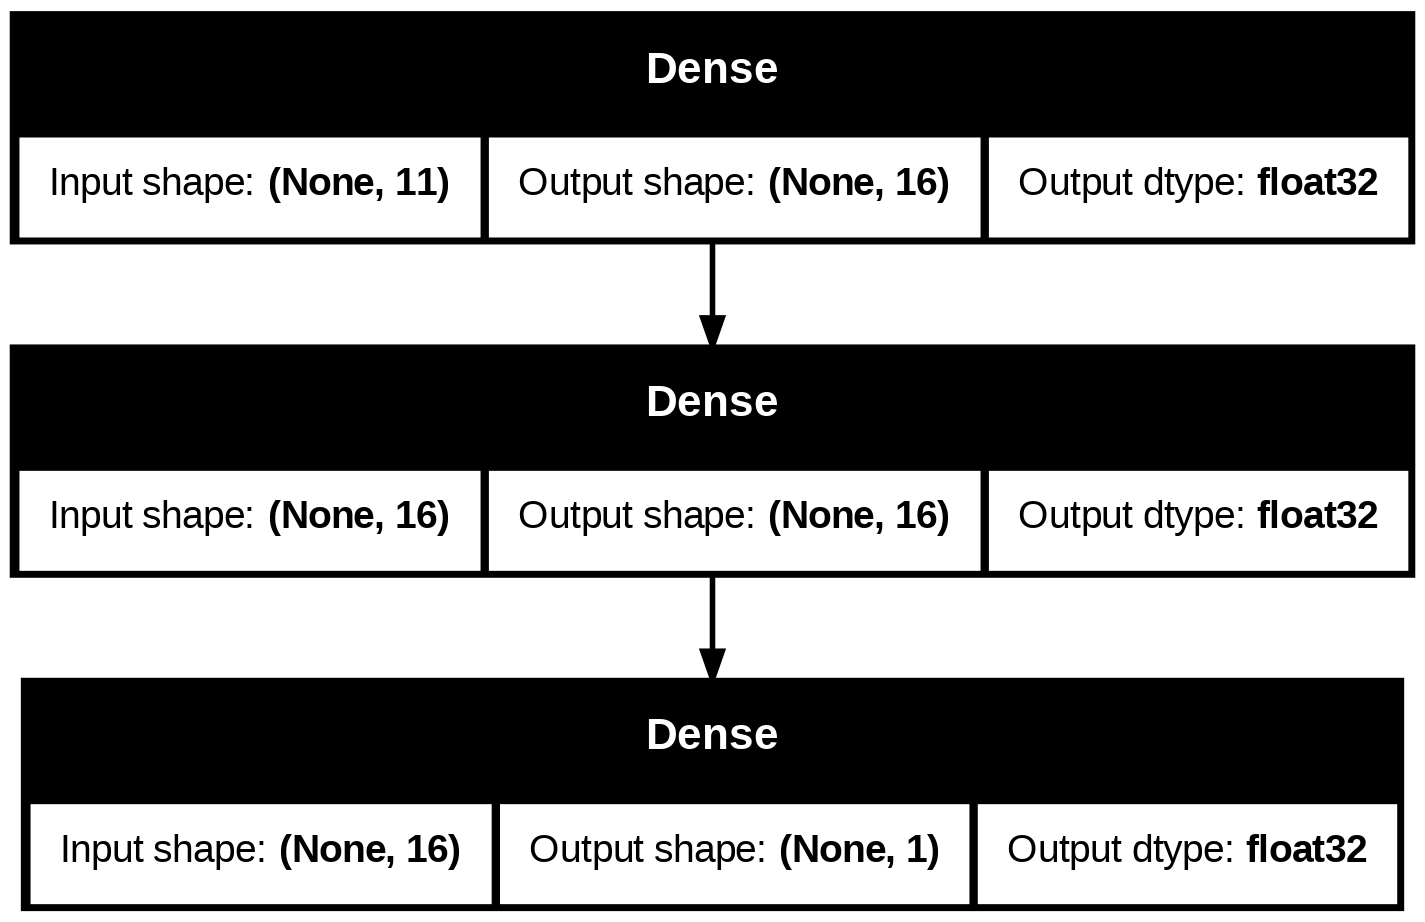 Dense
Input shape: (None, 11) Output shape: (None, 16) Output dtype: float32
Dense
Input shape: (None, 16) Output shape: (None, 16) Output dtype: float32
Dense
Input shape: (None, 16) Output shape: (None, 1) Output dtype: float32